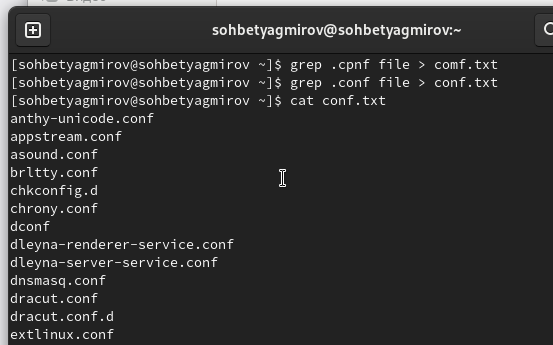 sohbetyagmirov@sohbetyagmirov:~
[sohbetyagmirov@sohbetyagmirov ~]$ grep .cpnf file > comf.txt
[sohbetyagmirov@sohbetyagmirov ~]$ grep .conf file > conf.txt
[sohbetyagmirov@sohbetyagmirov ~]$ cat conf.txt
anthy-unicode.conf
appstream.conf
asound.conf
brltty.conf
chkconfig.d
chrony.conf
dconf
dleyna-renderer-service.conf
dleyna-server-service.conf
dnsmasq.conf
dracut.conf
dracut.conf.d
extlinux.conf